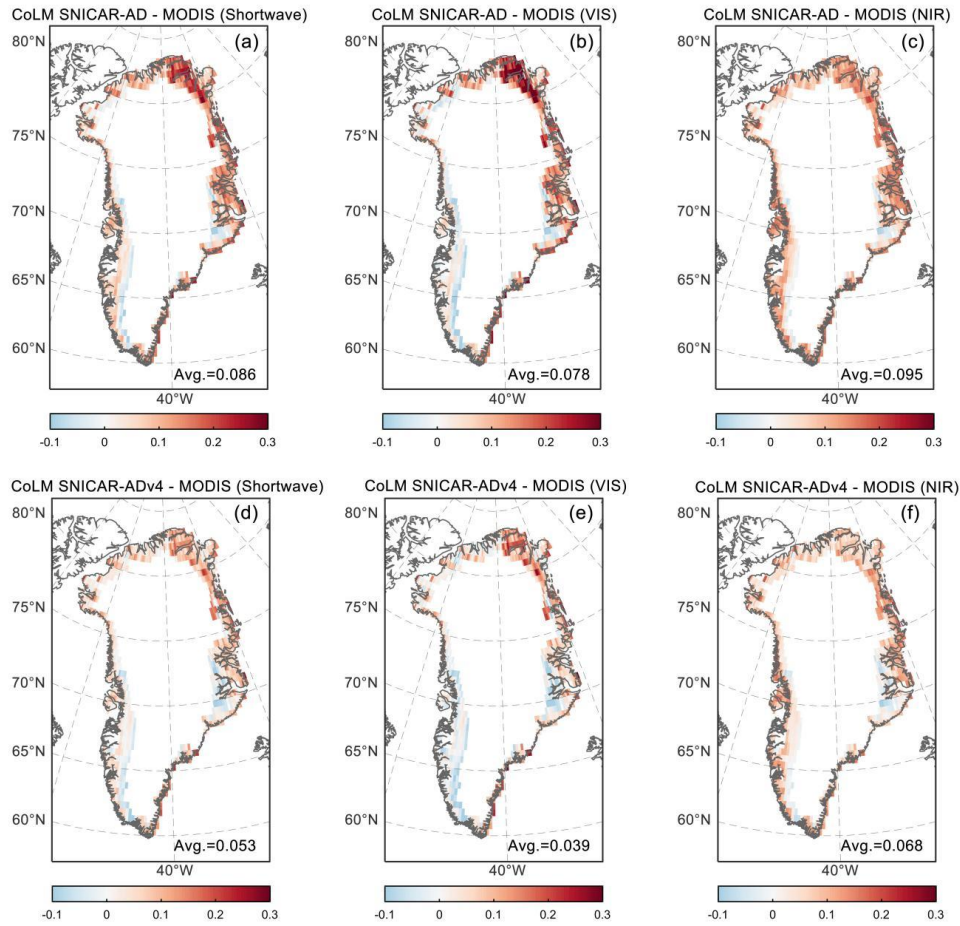 CoLM SNICAR-AD - MODIS (Shortwave)
CoLM SNICAR-AD - MODIS (VIS)
CoLM SNICAR-AD - MODIS (NIR)
(a)
(b)
(c)
80°N
75°N
70°N
65°N
60°N
80°N
75°N
70°N
65°N
60°N
80°N
75°N
70°N
65°N
60°N
Avg.=0.086
Avg.=0.078
Avg.=0.095
40°W
40°W
40°W
-0.1 0 0.1 0.2 0.3
-0.1 0 0.1 0.2 0.3
-0.1 0 0.1 0.2 0.3
CoLM SNICAR-ADv4 - MODIS (Shortwave)
CoLM SNICAR-ADv4 - MODIS (VIS)
CoLM SNICAR-ADv4 - MODIS (NIR)
(d)
(e)
(f)
80°N
75°N
70°N
65°N
60°N
80°N
75°N
70°N
65°N
60°N
80°N
75°N
70°N
65°N
60°N
Avg.=0.053
Avg.=0.039
Avg.=0.068
40°W
40°W
40°W
-0.1 0 0.1 0.2 0.3
-0.1 0 0.1 0.2 0.3
-0.1 0 0.1 0.2 0.3